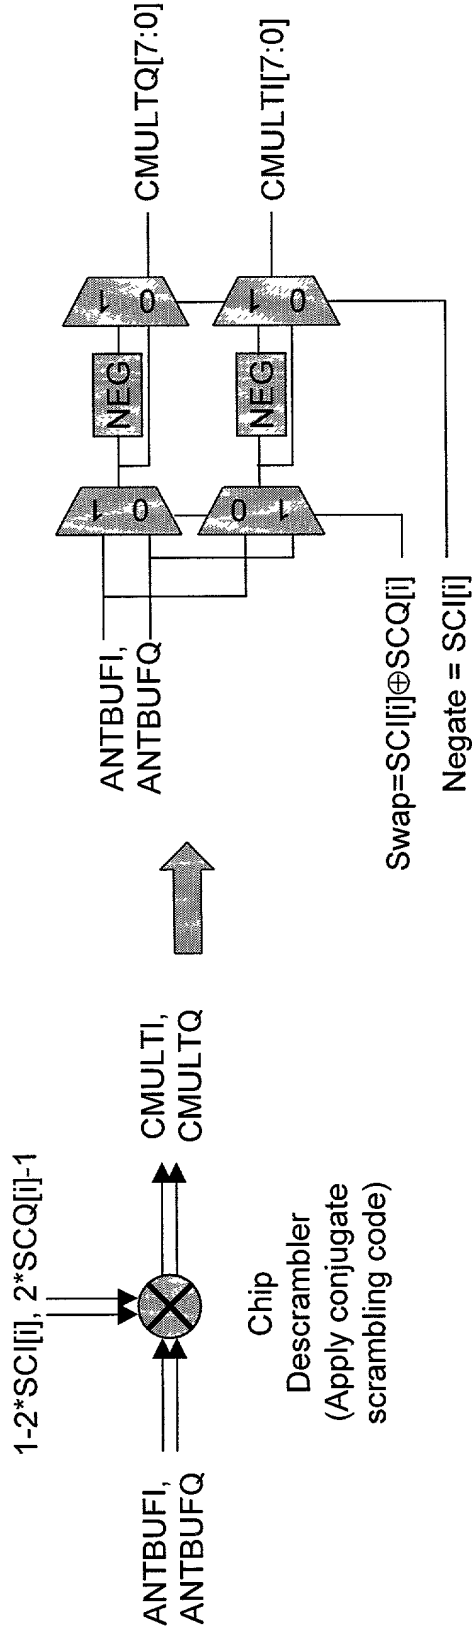 1-2*SCI[i], 2*SCQ[i]-1
ANTBUFI,
ANTBUFQ
CMULTI,
CMULTQ
Chip
Descrambler
(Apply conjugate
scrambling code)
ANTBUFI,
ANTBUFQ
1
0
0
1
NEG
NEG
1
0
1
0
CMULTQ[7:0]
CMULTI[7:0]
Swap=SCI[i]⊕SCQ[i]
Negate = SCI[i]